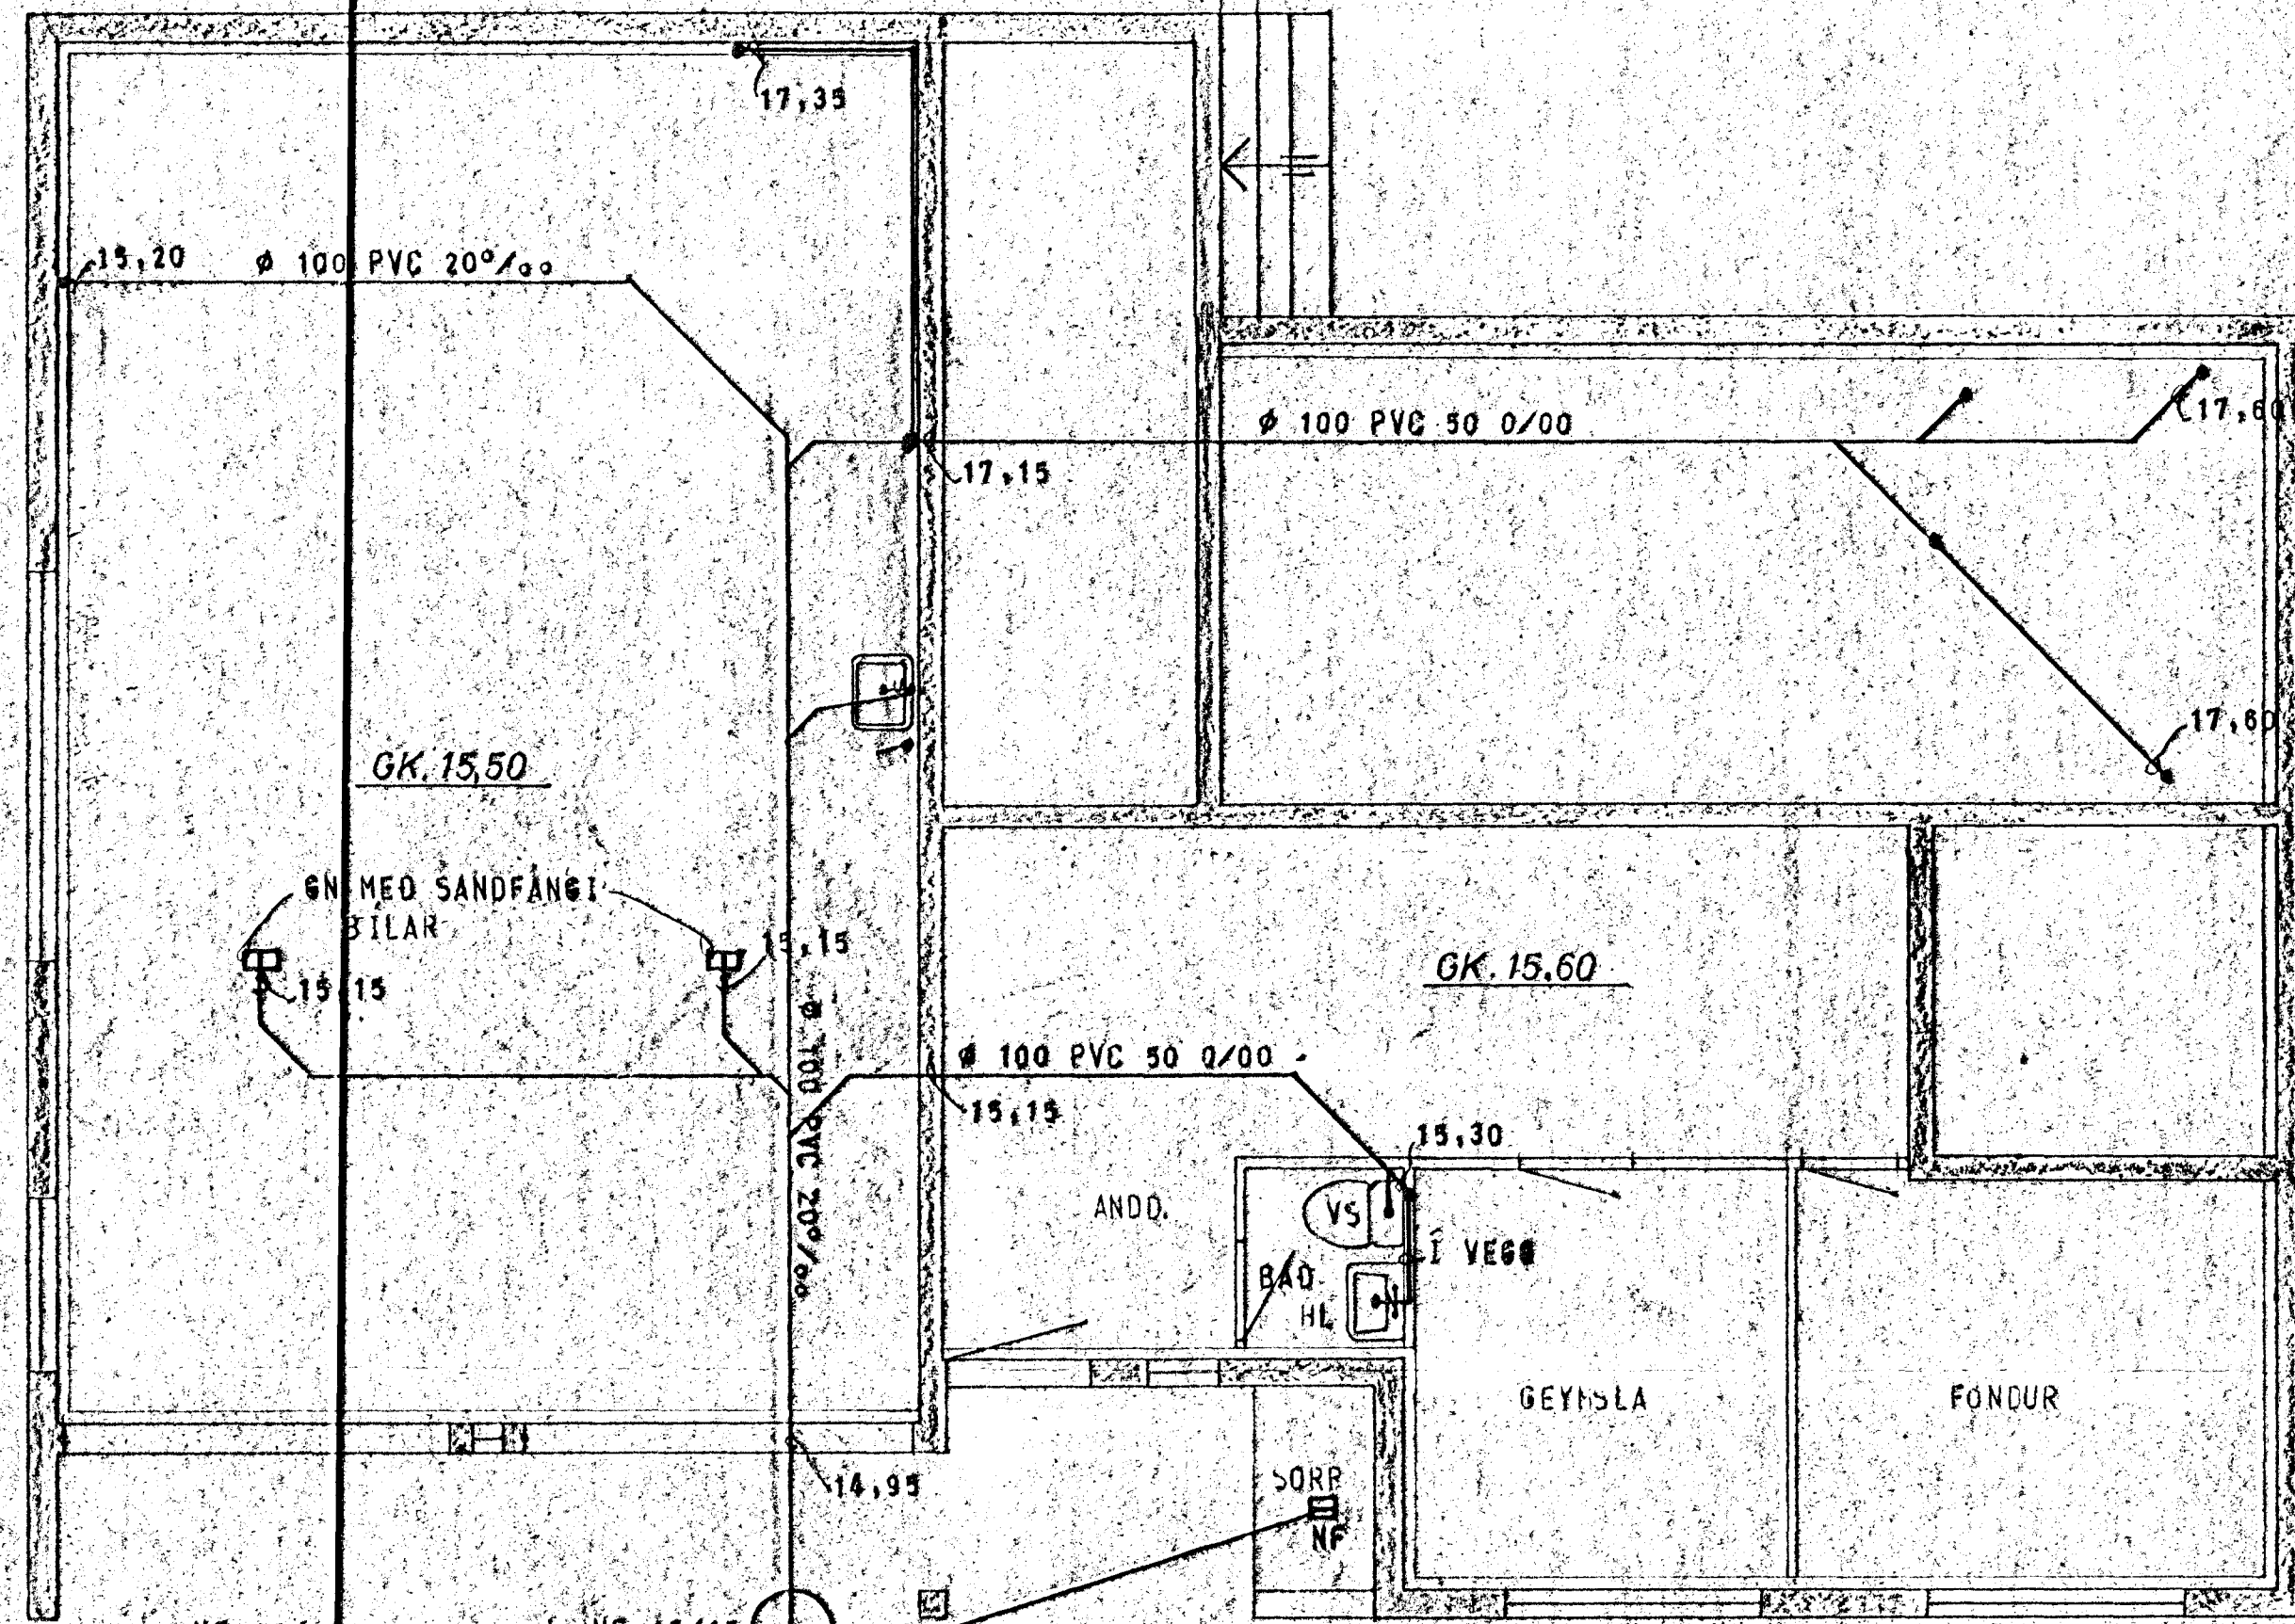 17,35
15,20
ø 100 PVC 20°/oo
ø 100 PVC 50 0/00
17,60
17,15
17,60
GK. 15,50
GN MEÐ SANDFANGI
BÍLAR
15,15
15,15
GK. 15.60
ø 100 PVC 20°/oo
ø 100 PVC 50 0/00
15,15
15,30
ANDD.
VS
Í VEGG
BAÐ
HL
GEYMSLA
FÖNDUR
14,95
SORP
NF